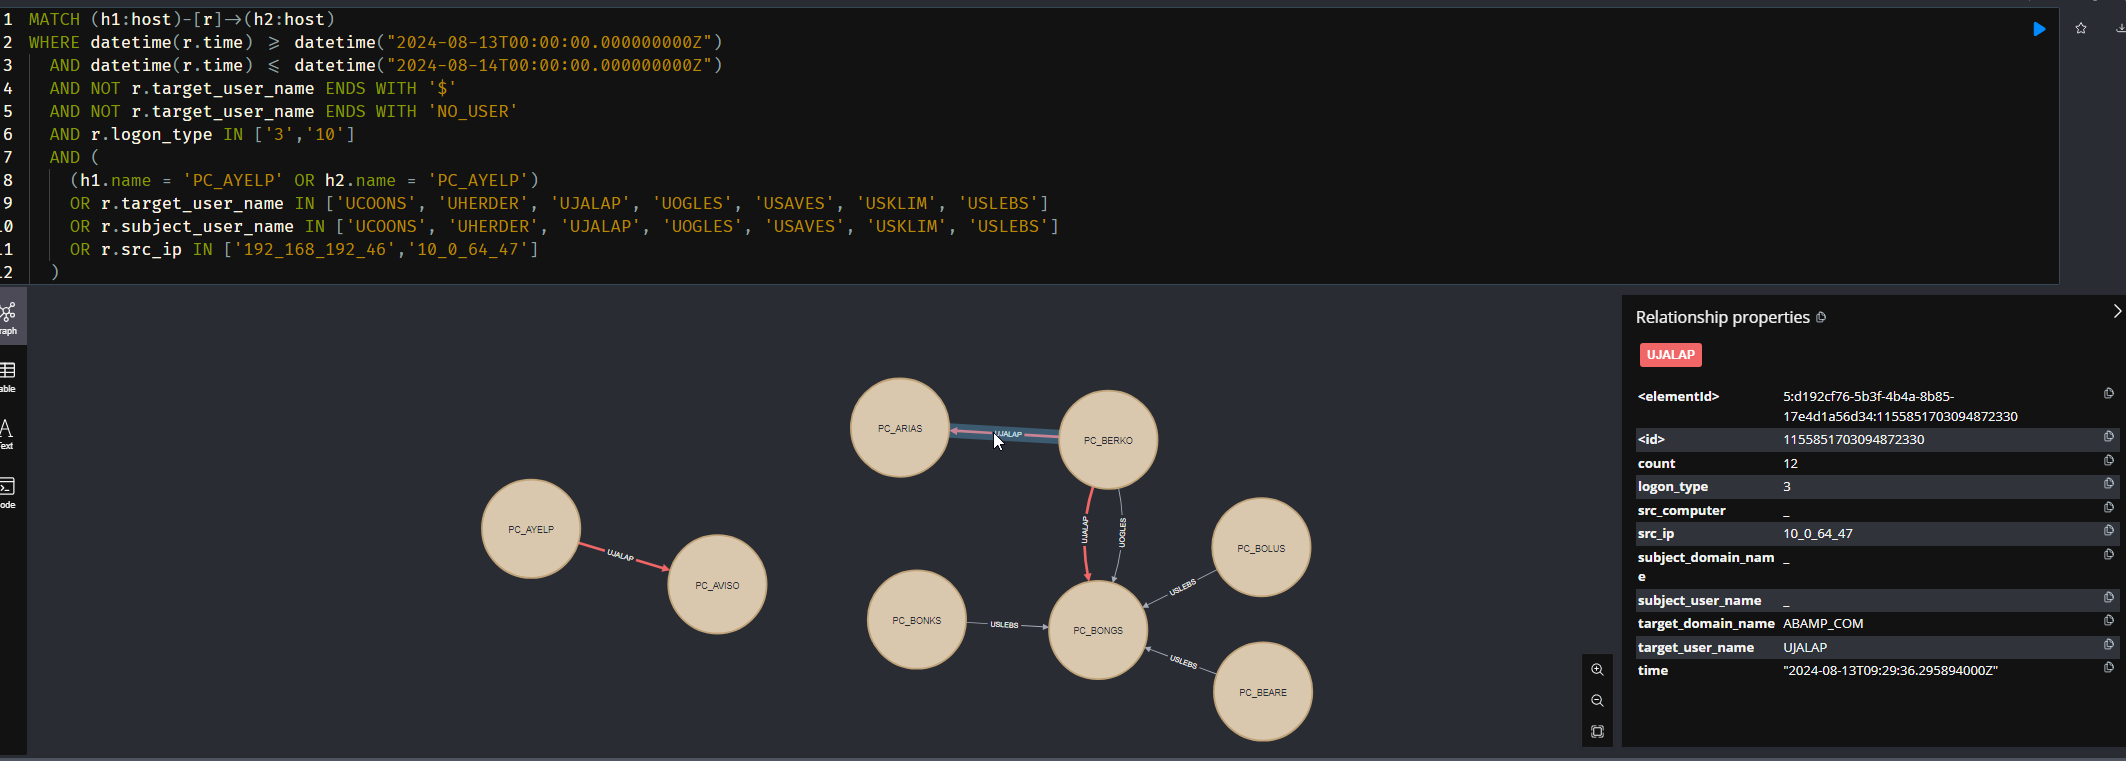 1 MATCH (h1:host)-[r]→(h2:host)
2 WHERE datetime(r.time) ⩾ datetime("2024-08-13T00:00:00.000000000Z")
3 AND datetime(r.time) ⩽ datetime("2024-08-14T00:00:00.000000000Z")
4 AND NOT r.target_user_name ENDS WITH '$'
5 AND NOT r.target_user_name ENDS WITH 'NO_USER'
6 AND r.logon_type IN ['3','10']
7 AND (
8 (h1.name = 'PC_AYELP' OR h2.name = 'PC_AYELP')
9 OR r.target_user_name IN ['UCOONS', 'UHERDER', 'UJALAP', 'UOGLES', 'USAVES', 'USKLIM', 'USLEBS']
.0 OR r.subject_user_name IN ['UCOONS', 'UHERDER', 'UJALAP', 'UOGLES', 'USAVES', 'USKLIM', 'USLEBS']
.1 OR r.src_ip IN ['192_168_192_46','10_0_64_47']
.2 )
raph
able
ext
ode
PC_ARIAS
UJALAP
PC_BERKO
PC_AYELP
UJALAP
PC_AVISO
UJALAP
UOGLES
PC_BOLUS
USLEBS
PC_BONKS
USLEBS
PC_BONGS
USLEBS
PC_BEARE
Relationship properties
UJALAP
<elementId> 5:d192cf76-5b3f-4b4a-8b85-
17e4d1a56d34:1155851703094872330
<id> 1155851703094872330
count 12
logon_type 3
src_computer _
src_ip 10_0_64_47
subject_domain_nam _
e
subject_user_name _
target_domain_name ABAMP_COM
target_user_name UJALAP
time "2024-08-13T09:29:36.295894000Z"